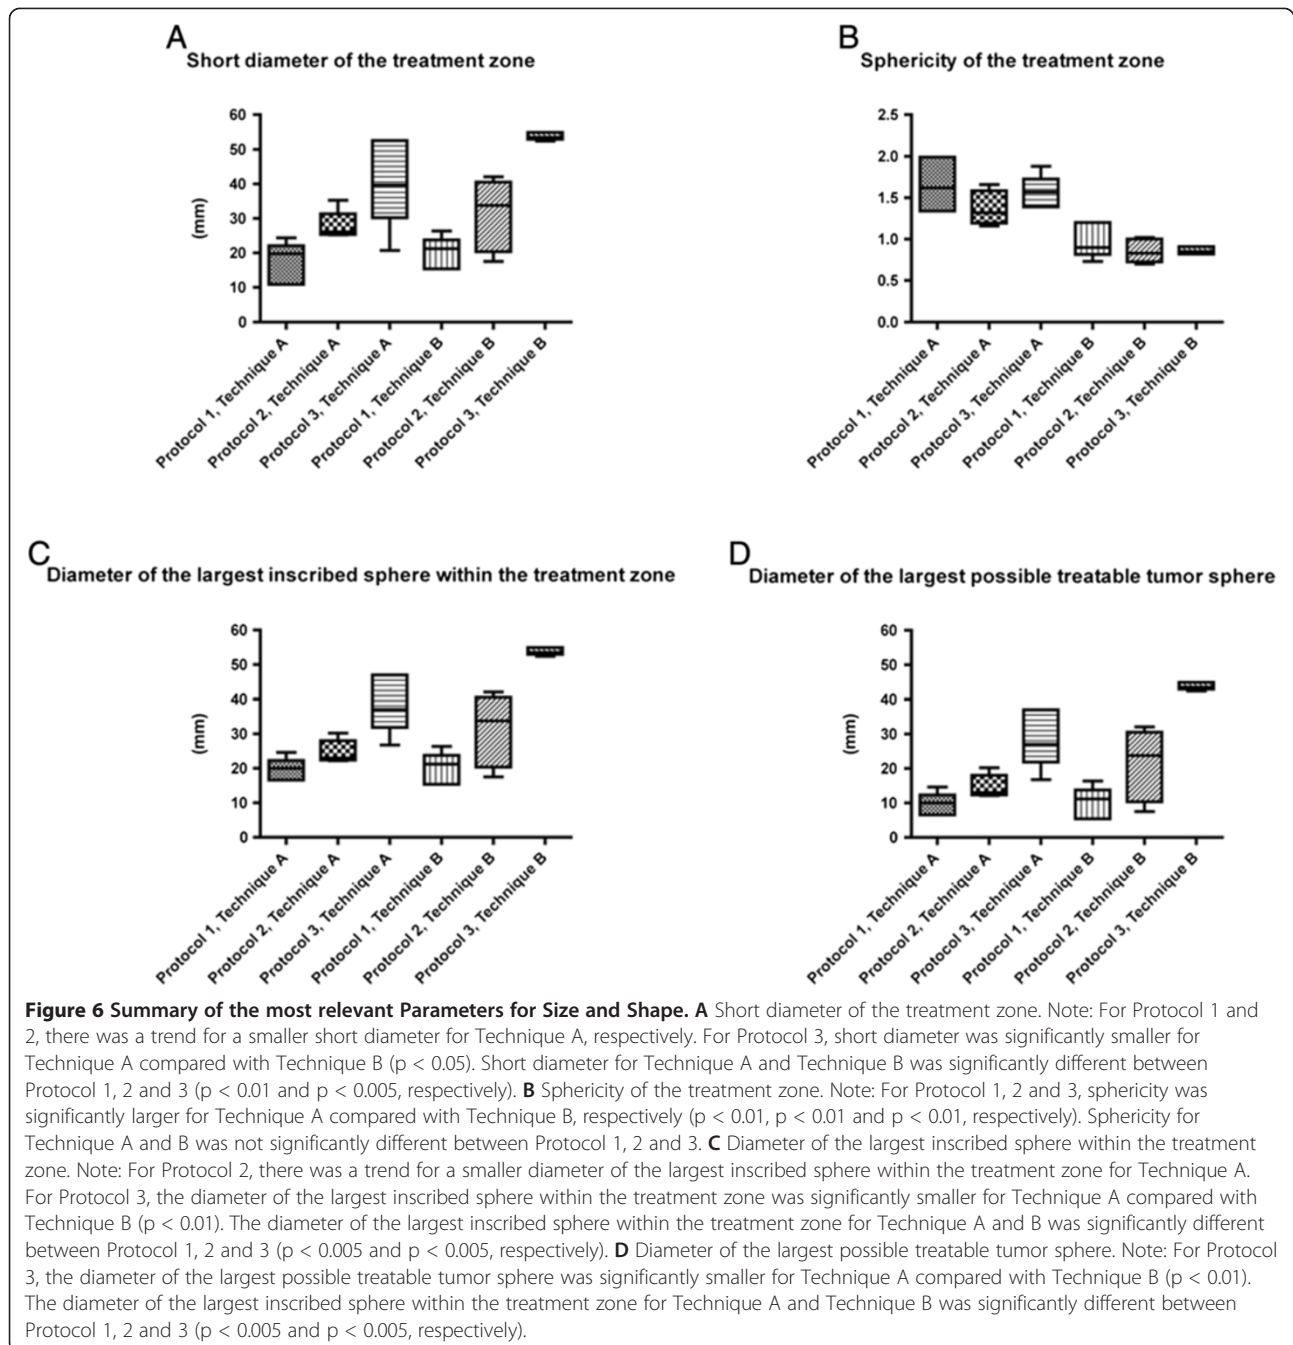 A
Short diameter of the treatment zone
60
50
40
30
20
10
0
(mm)
Protocol 1, Technique A
Protocol 2, Technique A
Protocol 3, Technique A
Protocol 1, Technique B
Protocol 2, Technique B
Protocol 3, Technique B
B
Sphericity of the treatment zone
2.5
2.0
1.5
1.0
0.5
0.0
Protocol 1, Technique A
Protocol 2, Technique A
Protocol 3, Technique A
Protocol 1, Technique B
Protocol 2, Technique B
Protocol 3, Technique B
C
Diameter of the largest inscribed sphere within the treatment zone
60
50
40
30
20
10
0
(mm)
Protocol 1, Technique A
Protocol 2, Technique A
Protocol 3, Technique A
Protocol 1, Technique B
Protocol 2, Technique B
Protocol 3, Technique B
D
Diameter of the largest possible treatable tumor sphere
60
50
40
30
20
10
0
(mm)
Protocol 1, Technique A
Protocol 2, Technique A
Protocol 3, Technique A
Protocol 1, Technique B
Protocol 2, Technique B
Protocol 3, Technique B
Figure 6 Summary of the most relevant Parameters for Size and Shape. A Short diameter of the treatment zone. Note: For Protocol 1 and
2, there was a trend for a smaller short diameter for Technique A, respectively. For Protocol 3, short diameter was significantly smaller for
Technique A compared with Technique B (p < 0.05). Short diameter for Technique A and Technique B was significantly different between
Protocol 1, 2 and 3 (p < 0.01 and p < 0.005, respectively). B Sphericity of the treatment zone. Note: For Protocol 1, 2 and 3, sphericity was
significantly larger for Technique A compared with Technique B, respectively (p < 0.01, p < 0.01 and p < 0.01, respectively). Sphericity for
Technique A and B was not significantly different between Protocol 1, 2 and 3. C Diameter of the largest inscribed sphere within the treatment
zone. Note: For Protocol 2, there was a trend for a smaller diameter of the largest inscribed sphere within the treatment zone for Technique A.
For Protocol 3, the diameter of the largest inscribed sphere within the treatment zone was significantly smaller for Technique A compared with
Technique B (p < 0.01). The diameter of the largest inscribed sphere within the treatment zone for Technique A and B was significantly different
between Protocol 1, 2 and 3 (p < 0.005 and p < 0.005, respectively). D Diameter of the largest possible treatable tumor sphere. Note: For Protocol
3, the diameter of the largest possible treatable tumor sphere was significantly smaller for Technique A compared with Technique B (p < 0.01).
The diameter of the largest inscribed sphere within the treatment zone for Technique A and Technique B was significantly different between
Protocol 1, 2 and 3 (p < 0.005 and p < 0.005, respectively).